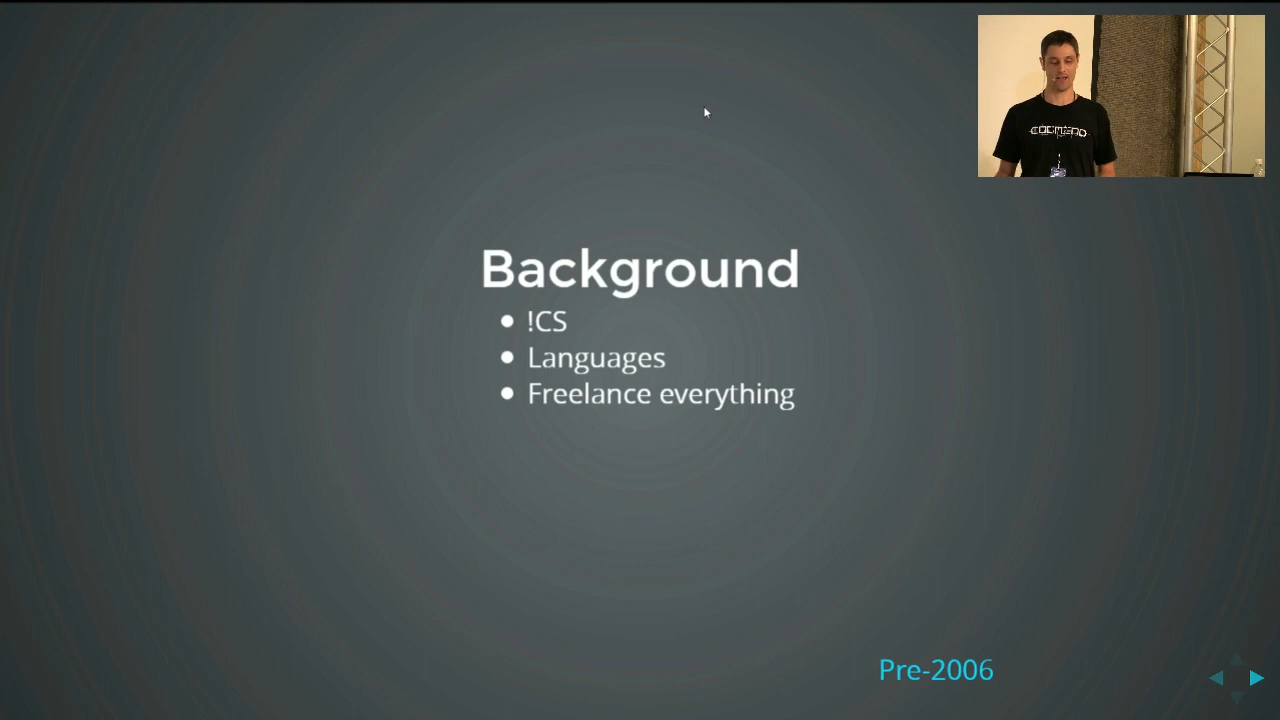 Background
!CS
Languages
Freelance everything
Pre-2006